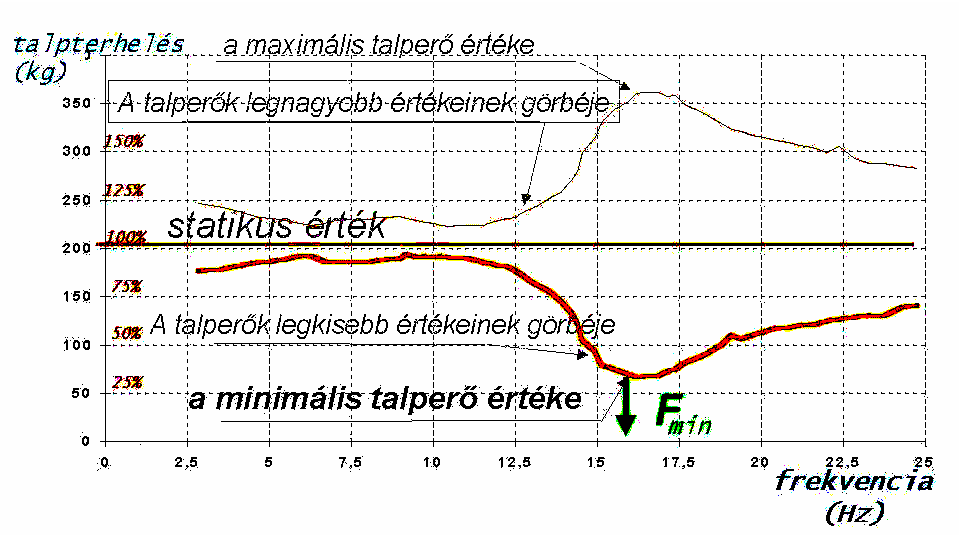 talpterhelés
(kg)
a maximális talperő értéke
A talperők legnagyobb értékeinek görbéje
350
150%
300
125%
250
statikus érték
100%
200
75%
150
50%
A talperők legkisebb értékeinek görbéje
100
25%
a minimális talperő értéke
Fmin
50
0
0
2,5
5
7,5
10
12,5
15
17,5
20
22,5
25
frekvencia
(Hz)